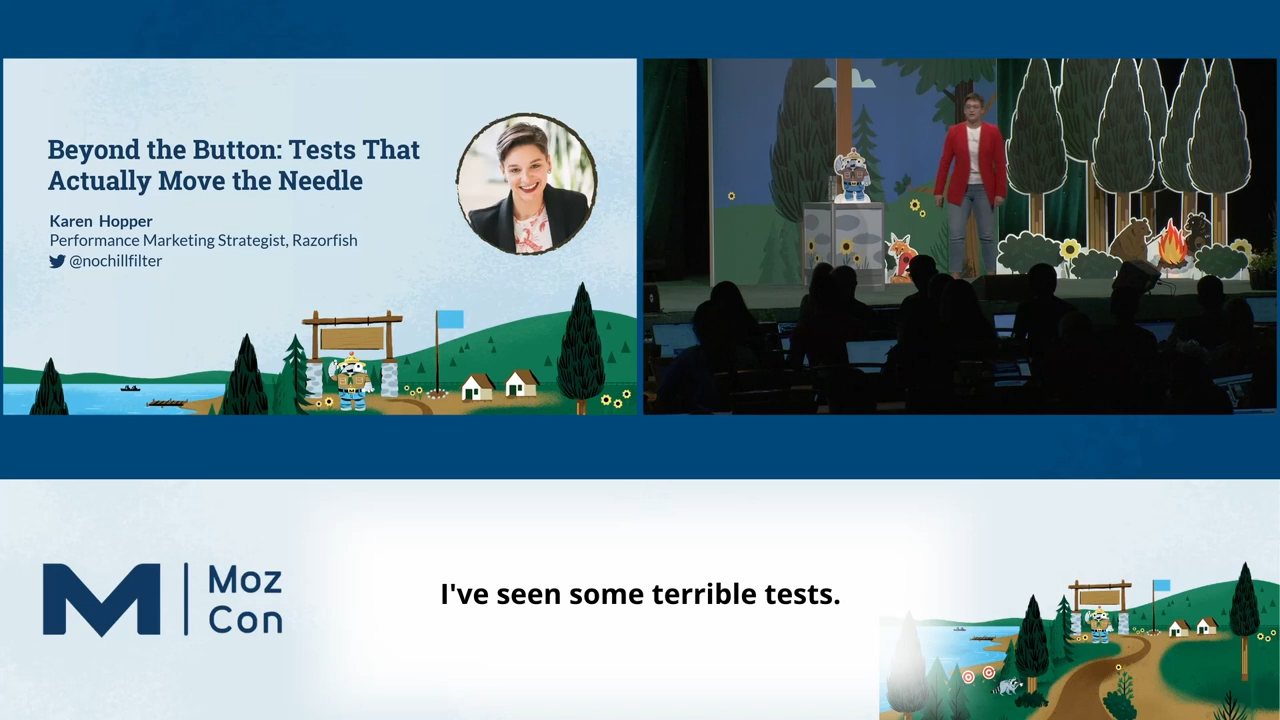 Beyond the Button: Tests That
Actually Move the Needle
Karen Hopper
Performance Marketing Strategist, Razorfish
@nochillfilter
Moz
Con
I've seen some terrible tests.